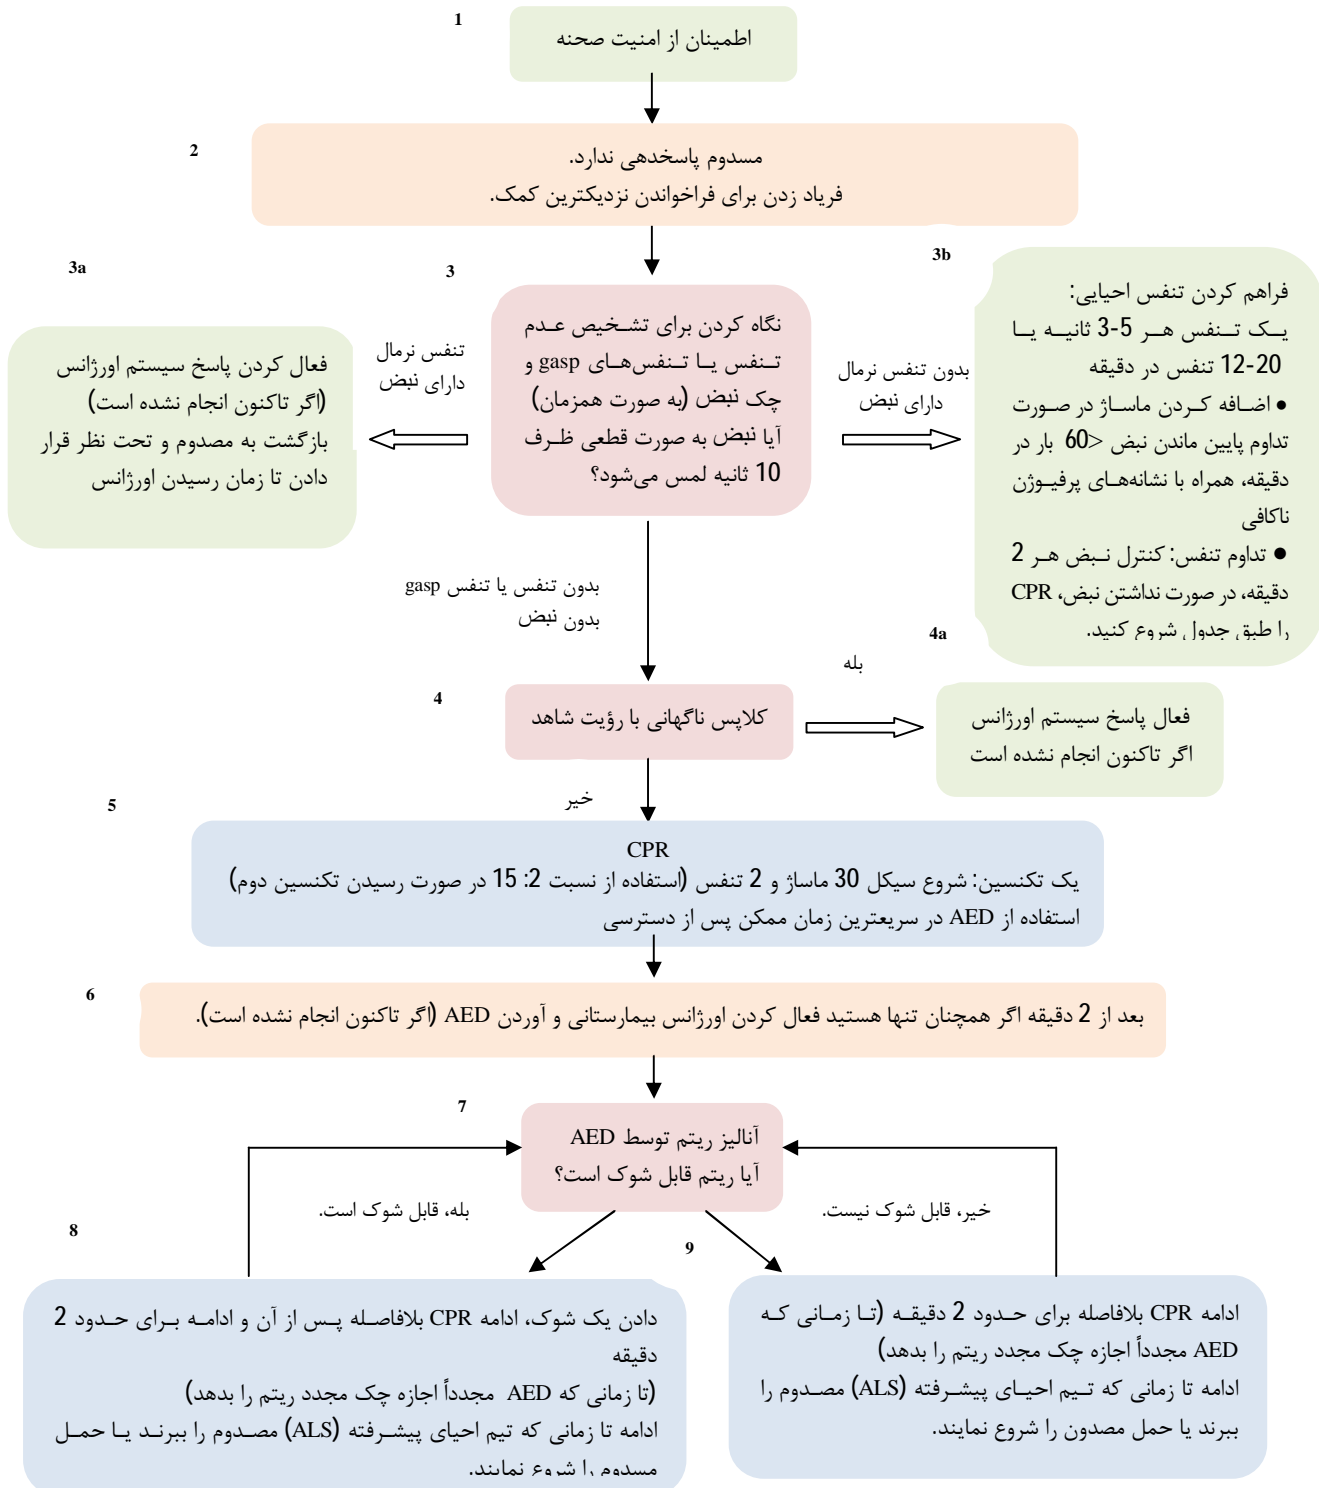 1
اطمینان از امنیت صحنه
2
مسدوم پاسخدهی ندارد.
فریاد زدن برای فراخواندن نزدیکترین کمک.
3
نگاه کردن برای تشخیص عدم
تنفس یا تنفس‌های gasp و
چک نبض (به صورت همزمان)
آیا نبض به صورت قطعی ظرف
10 ثانیه لمس می‌شود؟
تنفس نرمال
دارای نبض
3a
فعال کردن پاسخ سیستم اورژانس
(اگر تاکنون انجام نشده است)
بازگشت به مصدوم و تحت نظر قرار
دادن تا زمان رسیدن اورژانس
بدون تنفس نرمال
دارای نبض
3b
فراهم کردن تنفس احیایی:
یک تنفس هر 5-3 ثانیه یا
12-20 تنفس در دقیقه
• اضافه کردن ماساژ در صورت
تداوم پایین ماندن نبض <60 بار در
دقیقه، همراه با نشانه‌های پرفیوژن
ناکافی
• تداوم تنفس: کنترل نبض هر 2
دقیقه، در صورت نداشتن نبض، CPR
را طبق جدول شروع کنید.
بدون تنفس یا تنفس gasp
بدون نبض
4
کلاپس ناگهانی با رؤیت شاهد
بله
4a
فعال پاسخ سیستم اورژانس
اگر تاکنون انجام نشده است
خیر
5
CPR
یک تکنسین: شروع سیکل 30 ماساژ و 2 تنفس (استفاده از نسبت 2: 15 در صورت رسیدن تکنسین دوم)
استفاده از AED در سریعترین زمان ممکن پس از دسترسی
6
بعد از 2 دقیقه اگر همچنان تنها هستید فعال کردن اورژانس بیمارستانی و آوردن AED (اگر تاکنون انجام نشده است).
7
آنالیز ریتم توسط AED
آیا ریتم قابل شوک است؟
بله، قابل شوک است.
خیر، قابل شوک نیست.
8
دادن یک شوک، ادامه CPR بلافاصله پس از آن و ادامه برای حدود 2
دقیقه
(تا زمانی که AED مجدداً اجازه چک مجدد ریتم را بدهد)
ادامه تا زمانی که تیم احیای پیشرفته (ALS) مصدوم را ببرند یا حمل
مسدوم را شروع نمایند.
9
ادامه CPR بلافاصله برای حدود 2 دقیقه (تا زمانی که
AED مجدداً اجازه چک مجدد ریتم را بدهد)
ادامه تا زمانی که تیم احیای پیشرفته (ALS) مصدوم را
ببرند یا حمل مصدون را شروع نمایند.